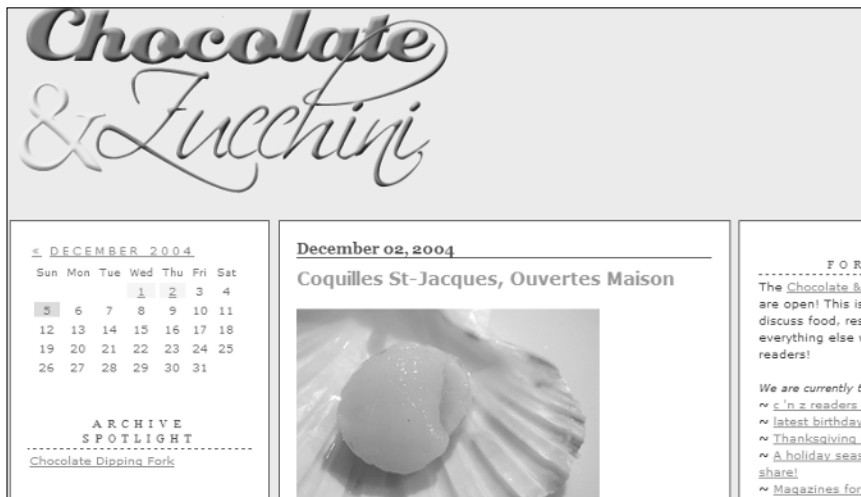 Chocolate
& Zucchini
« DECEMBER 2004
Sun Mon Tue Wed Thu Fri Sat
1 2 3 4
5 6 7 8 9 10 11
12 13 14 15 16 17 18
19 20 21 22 23 24 25
26 27 28 29 30 31
ARCHIVE
SPOTLIGHT
Chocolate Dipping Fork
December 02, 2004
Coquilles St-Jacques, Ouvertes Maison
FOR
The Chocolate &
are open! This is
discuss food, res
everything else
readers!
We are currently t
~ c 'n z readers
~ latest birthday
~ Thanksgiving
~ A holiday seas
share!
~ Magazines for